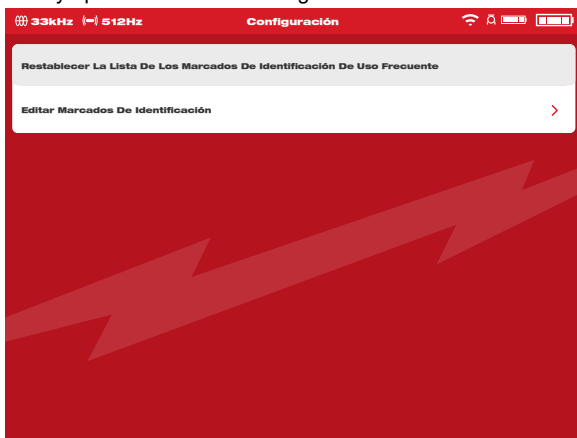 33kHz 512Hz Configuración
Restablecer La Lista De Los Marcados De Identificación De Uso Frecuente
Editar Marcados De Identificación